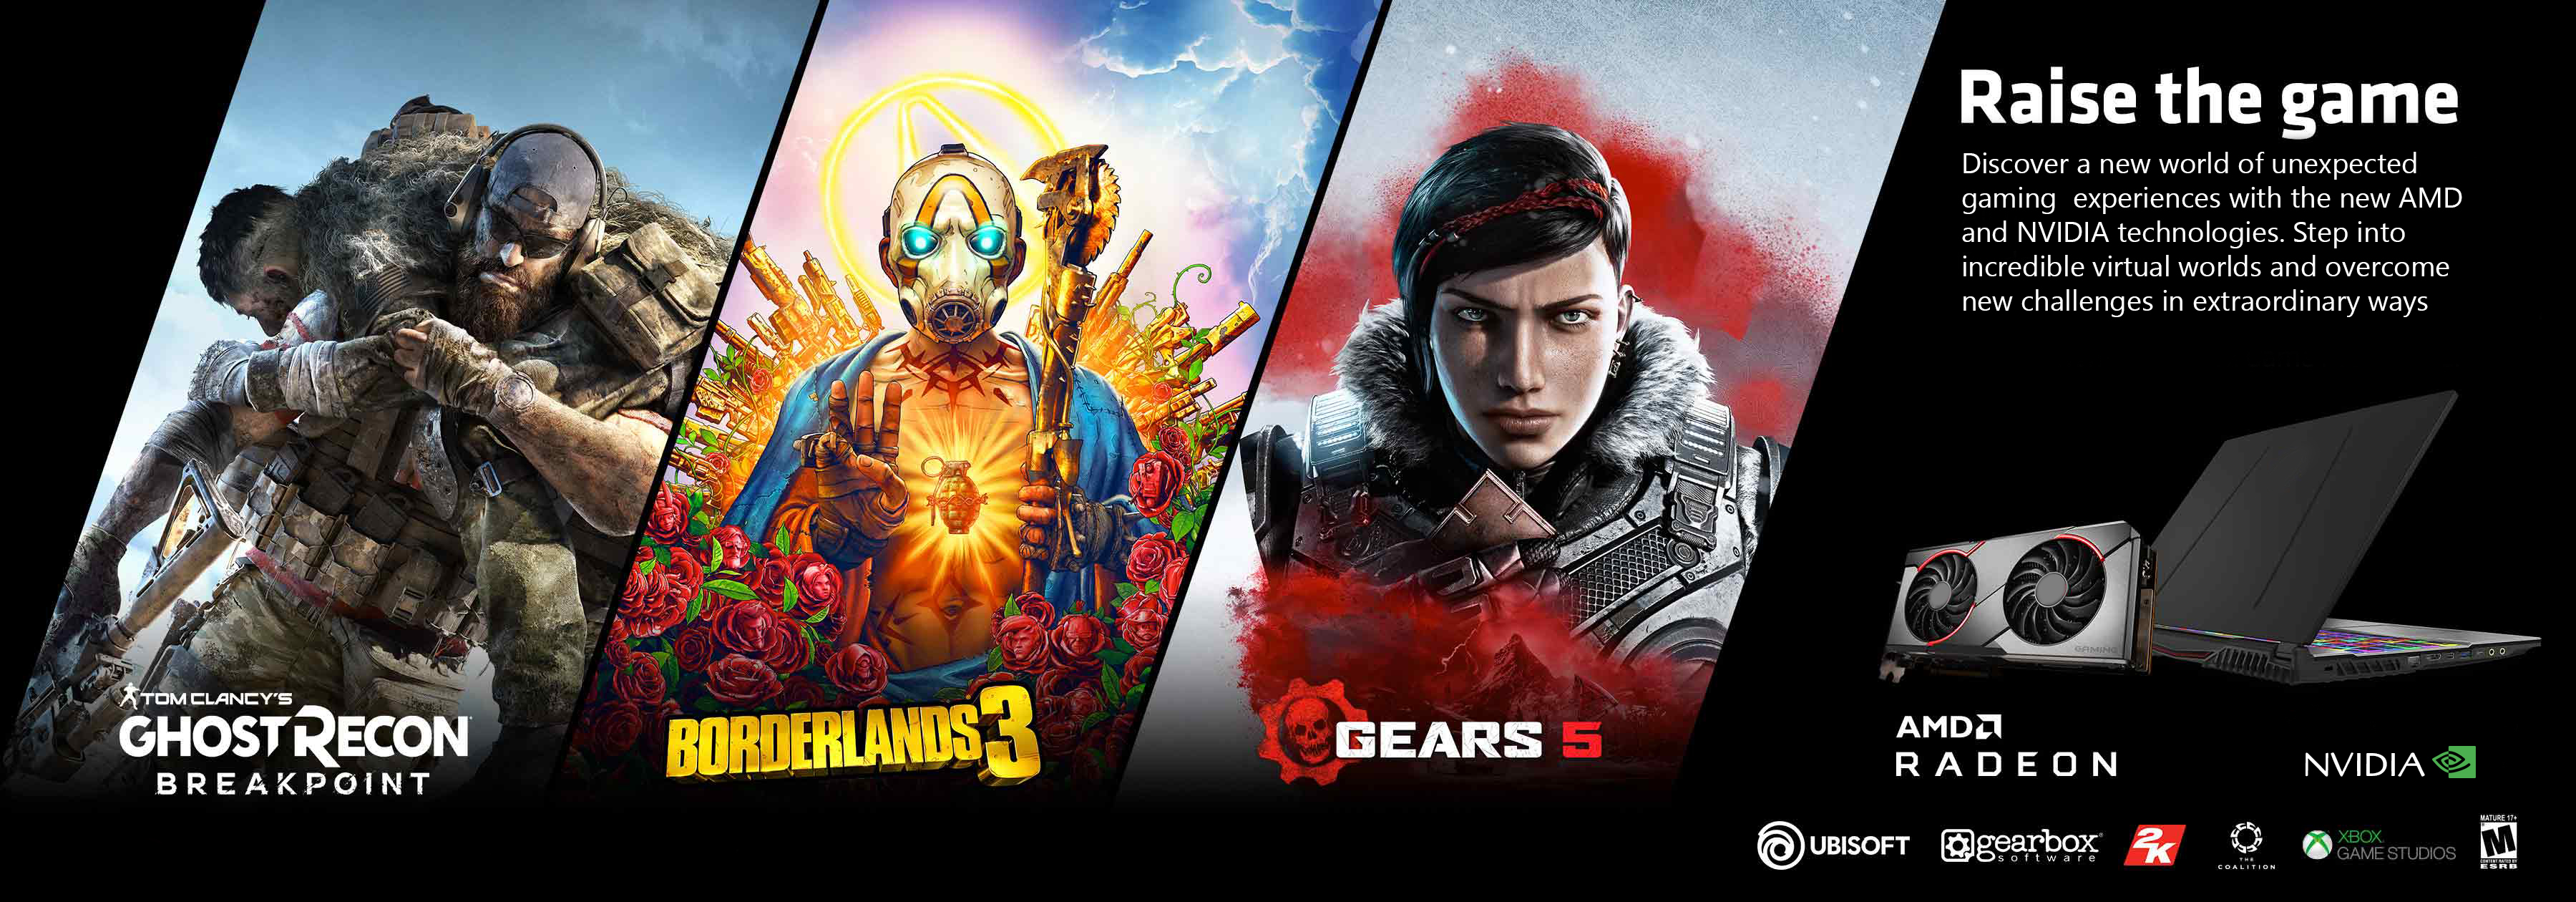 Raise the game
Discover a new world of unexpected
gaming  experiences with the new AMD
and NVIDIA technologies. Step into
incredible virtual worlds and overcome
new challenges in extraordinary ways
TOM CLANCY'S
GHOST RECON
BREAKPOINT
BORDERLANDS 3
GEARS 5
GAMING
AMD
RADEON
NVIDIA
UBISOFT
gearbox®
software
2K
THE
COALITION
XBOX
GAME STUDIOS
MATURE 17+
M
CONTENT RATED BY
ESRB